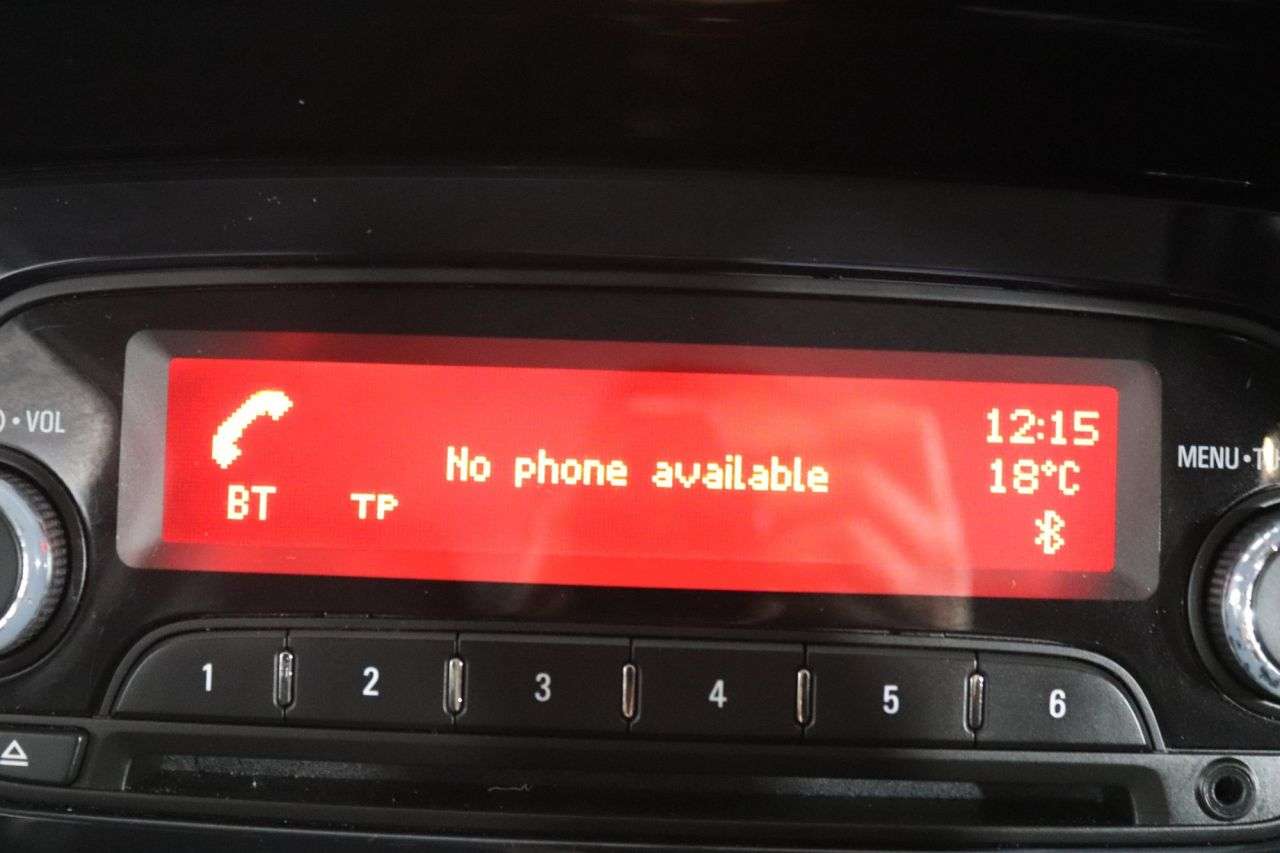 • VOL
BT TP
No phone available
12:15
18°C
MENU •
1 2 3 4 5 6